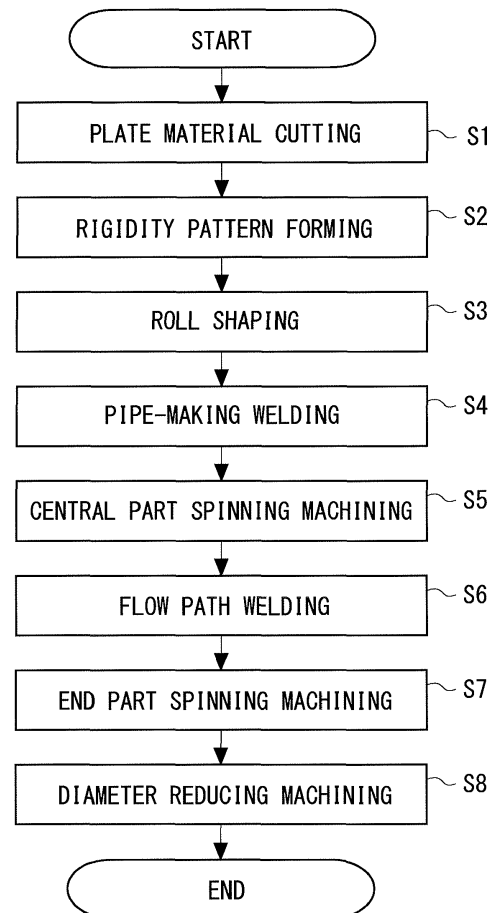 START
PLATE MATERIAL CUTTING S1
RIGIDITY PATTERN FORMING S2
ROLL SHAPING S3
PIPE-MAKING WELDING S4
CENTRAL PART SPINNING MACHINING S5
FLOW PATH WELDING S6
END PART SPINNING MACHINING S7
DIAMETER REDUCING MACHINING S8
END